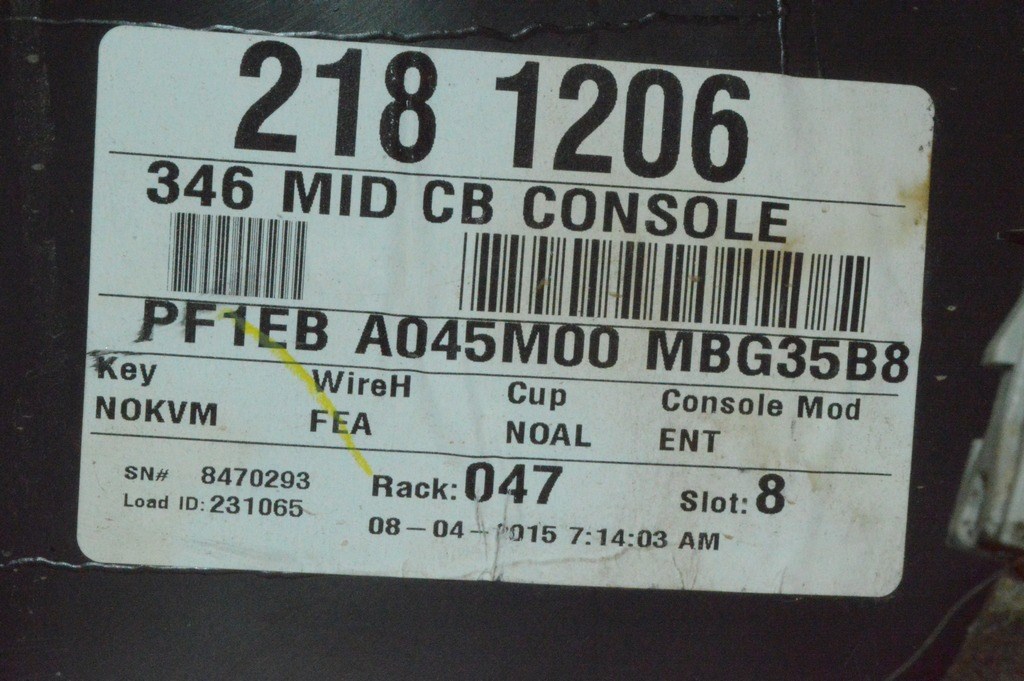 218 1206
346 MID CB CONSOLE
PF1EB A045M00 MBG35B8
Key WireH Cup Console Mod
NOKVM FEA NOAL ENT
SN# 8470293 Rack: 047 Slot: 8
Load ID: 231065
08-04-2015 7:14:03 AM